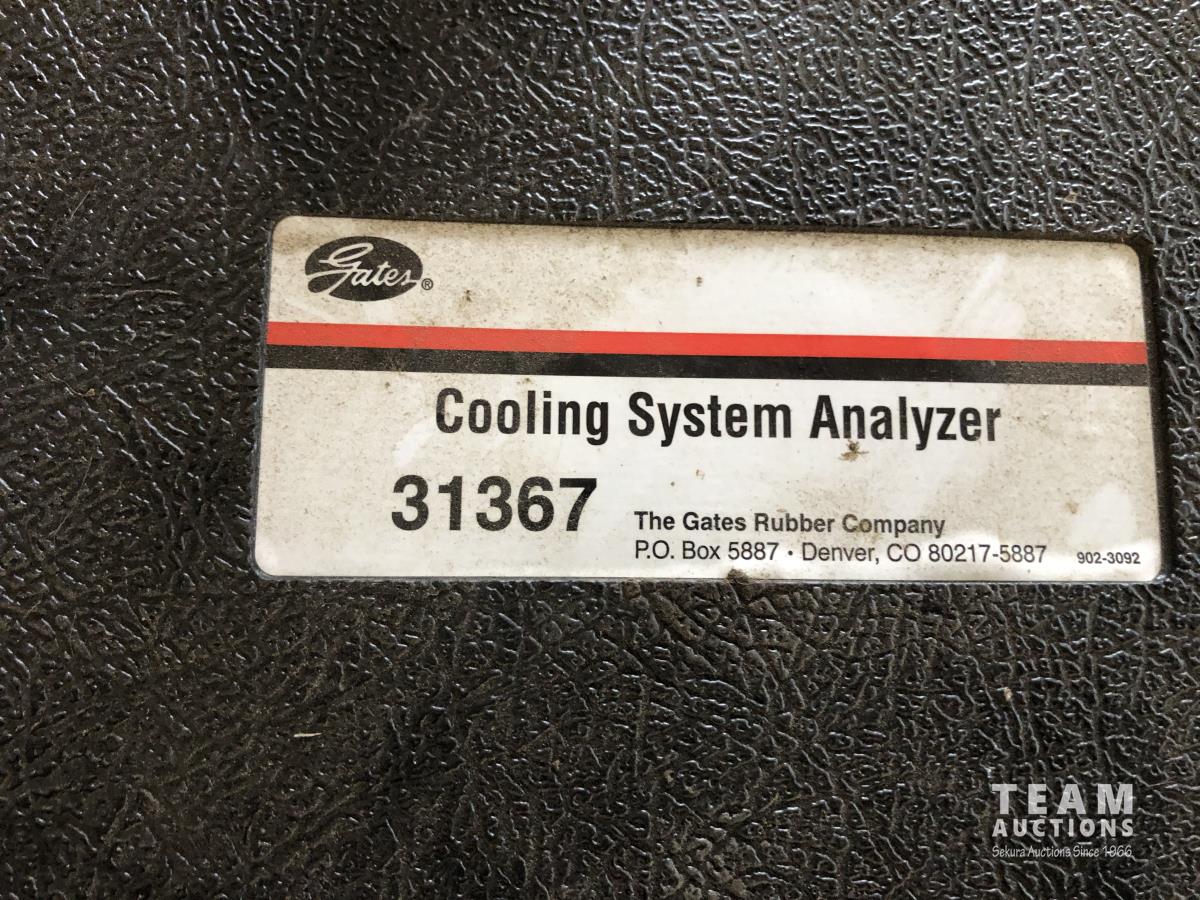 Gates®
Cooling System Analyzer
31367
The Gates Rubber Company
P.O. Box 5887 • Denver, CO 80217-5887
902-3092
TEAM
AUCTIONS
Sekura Auctions Since 1966